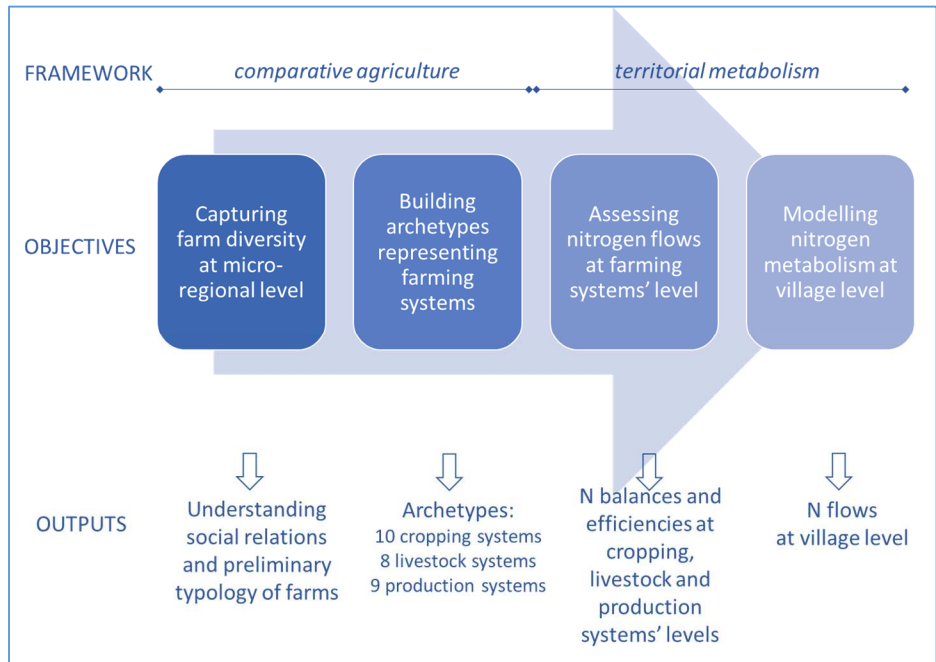 FRAMEWORK
comparative agriculture
territorial metabolism
OBJECTIVES
Capturing
farm diversity
at micro-
regional level
Building
archetypes
representing
farming
systems
Assessing
nitrogen flows
at farming
systems' level
Modelling
nitrogen
metabolism at
village level
OUTPUTS
Understanding
social relations
and preliminary
typology of farms
Archetypes:
10 cropping systems
8 livestock systems
9 production systems
N balances and
efficiencies at
cropping,
livestock and
production
systems' levels
N flows
at village level